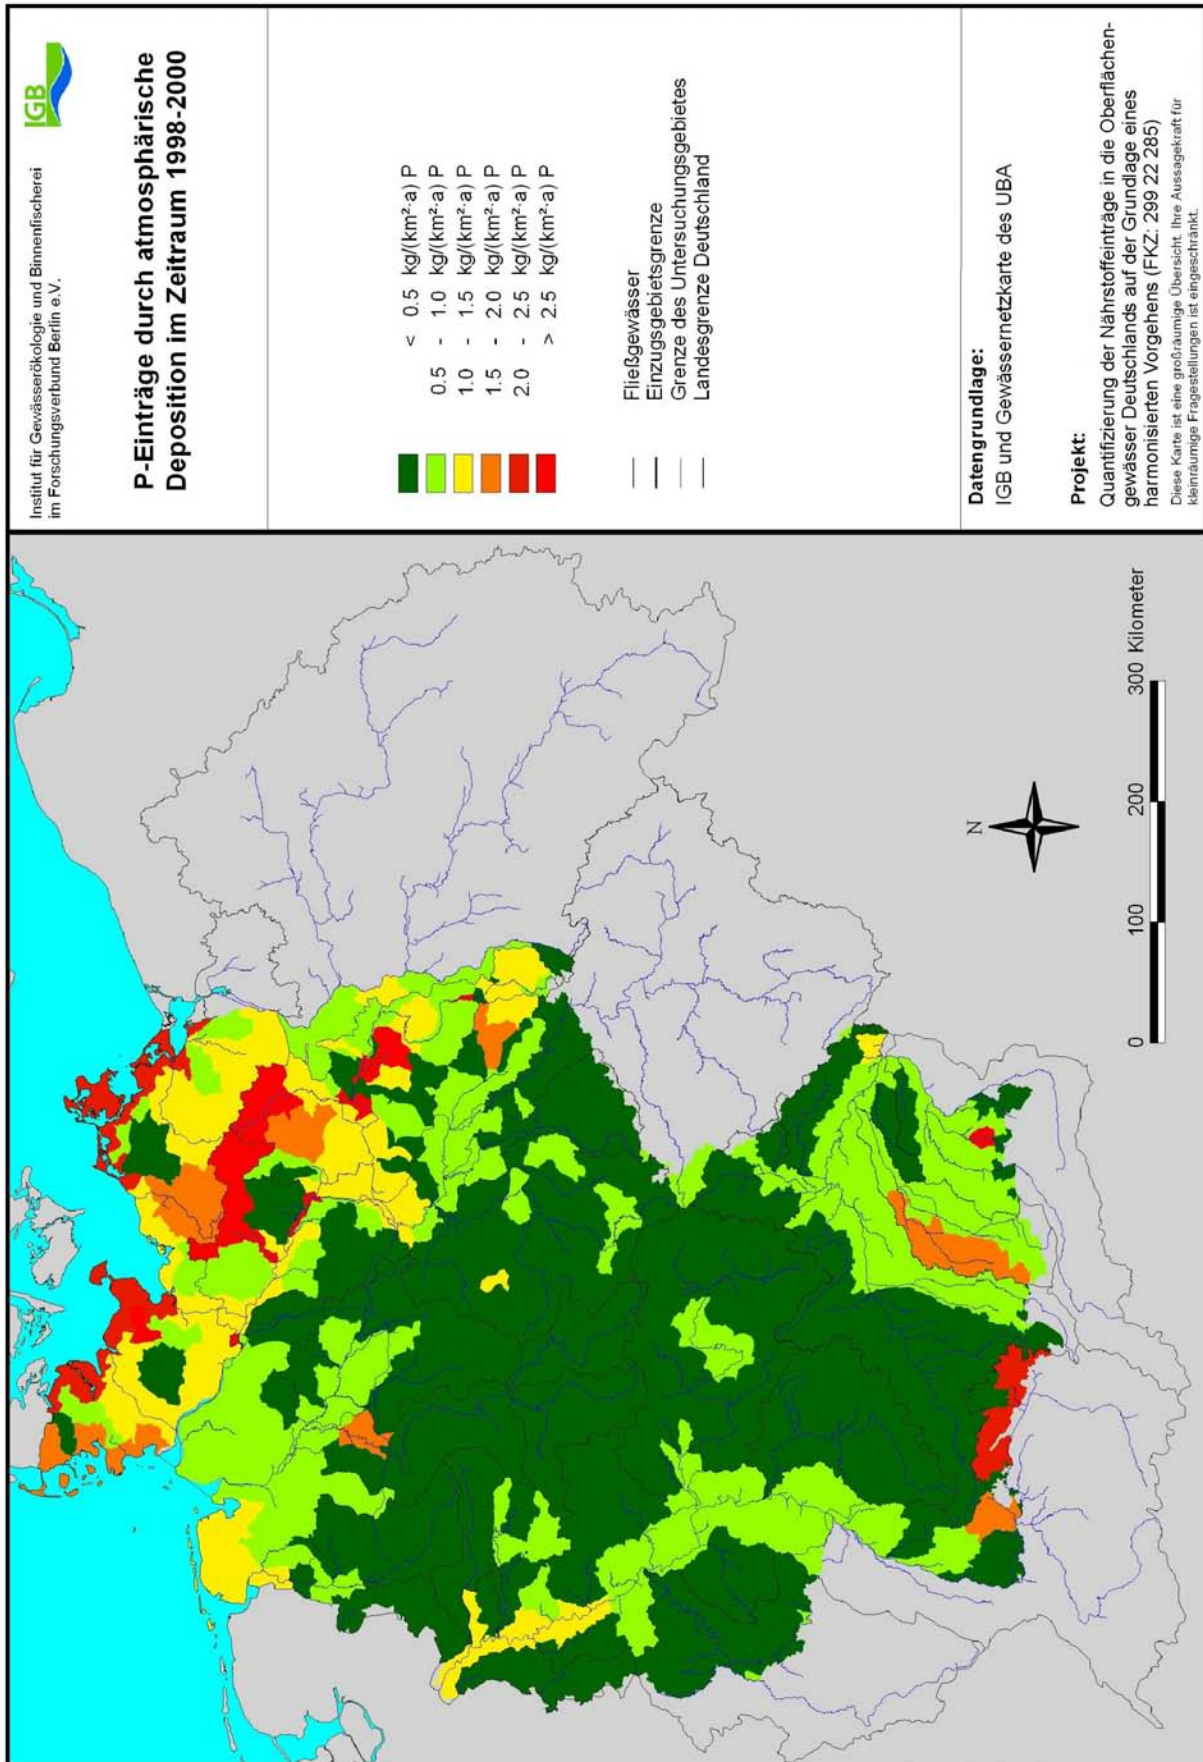 Institut für Gewässerökologie und Binnenfischerei
im Forschungsverbund Berlin e.V.
IGB
P-Einträge durch atmosphärische
Deposition im Zeitraum 1998-2000
< 0.5 kg/(km²·a) P
0.5 - 1.0 kg/(km²·a) P
1.0 - 1.5 kg/(km²·a) P
1.5 - 2.0 kg/(km²·a) P
2.0 - 2.5 kg/(km²·a) P
> 2.5 kg/(km²·a) P
Fließgewässer
Einzugsgebietsgrenze
Grenze des Untersuchungsgebietes
Landesgrenze Deutschland
Datengrundlage:
IGB und Gewässernetzkarte des UBA
Projekt:
Quantifizierung der Nährstoffeinträge in die Oberflächen-
gewässer Deutschlands auf der Grundlage eines
harmonisierten Vorgehens (FKZ: 299 22 285)
Diese Karte ist eine großräumige Übersicht. Ihre Aussagekraft für
kleinräumige Fragestellungen ist eingeschränkt.
N
0 100 200 300 Kilometer